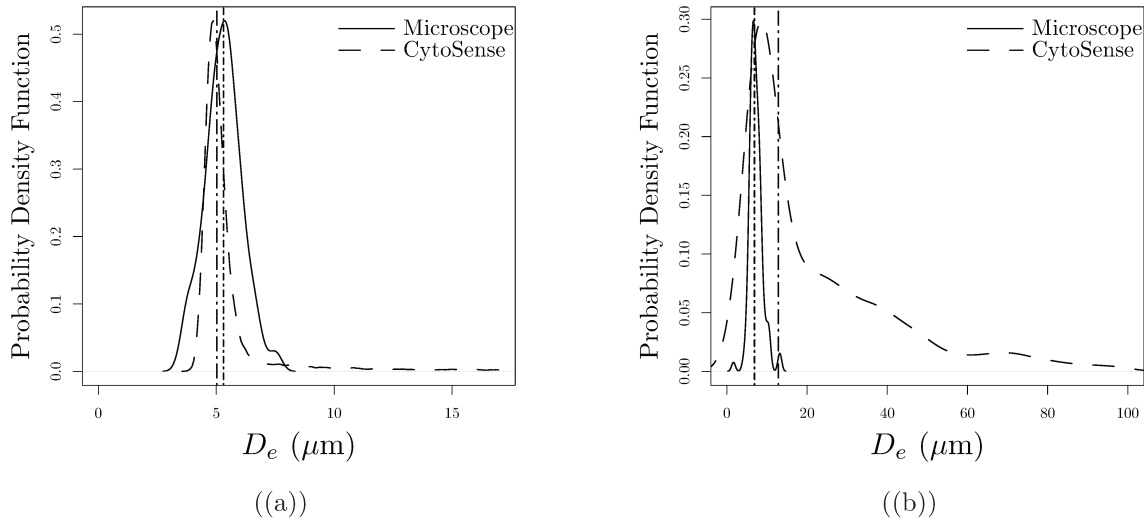 Probability Density Function
0.5
0.4
0.3
0.2
0.1
0.0
Microscope
CytoSense
0 5 10 15
D_e (μm)
((a))
Probability Density Function
0.30
0.25
0.20
0.15
0.10
0.05
0.00
Microscope
CytoSense
0 20 40 60 80 100
D_e (μm)
((b))